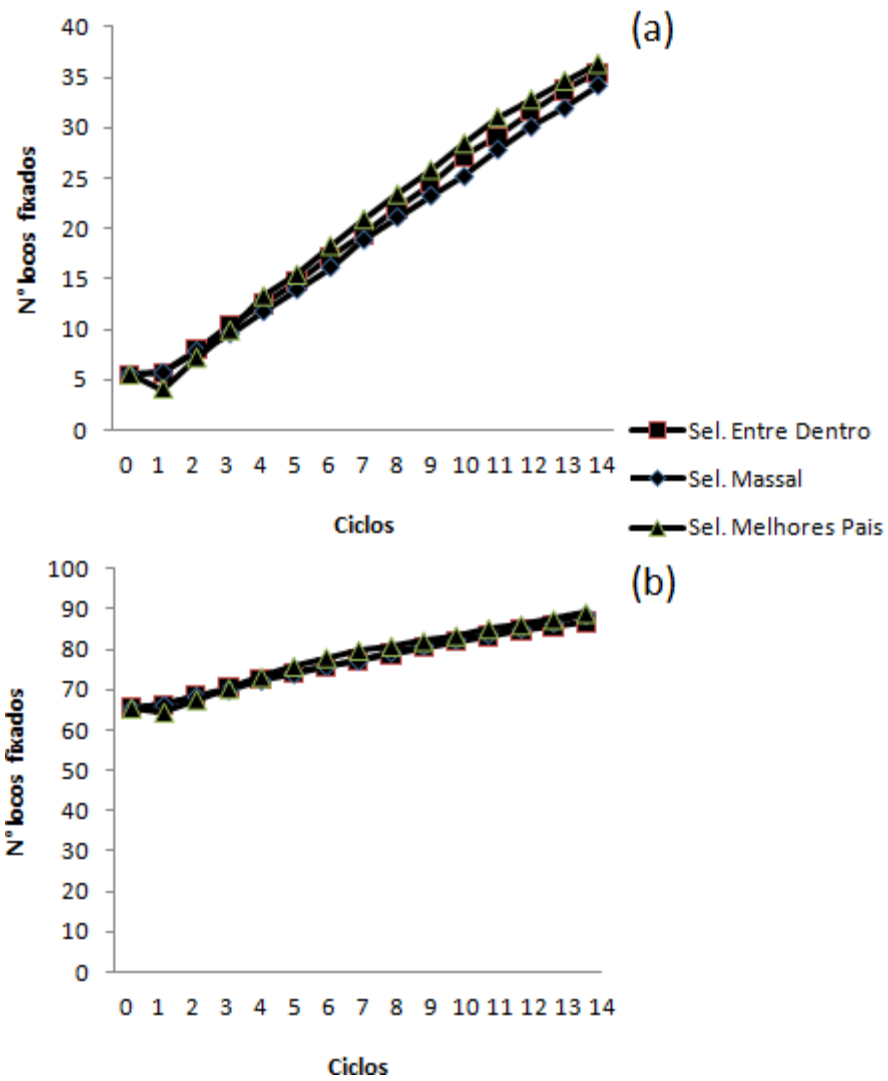 (a)
40
35
30
25
20
15
10
5
0
N° locos fixados
0 1 2 3 4 5 6 7 8 9 10 11 12 13 14
Ciclos
Sel. Entre Dentro
Sel. Massal
Sel. Melhores Pais
(b)
100
90
80
70
60
50
40
30
20
10
0
N° locos fixados
0 1 2 3 4 5 6 7 8 9 10 11 12 13 14
Ciclos